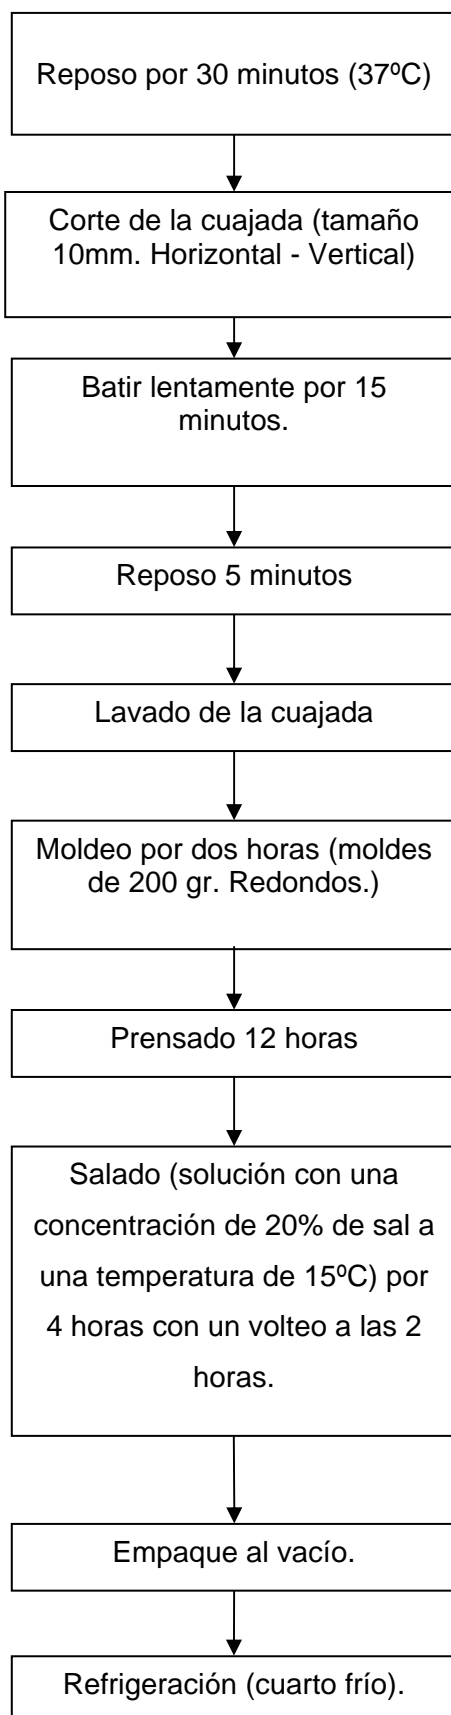 Reposo por 30 minutos (37ºC)
Corte de la cuajada (tamaño
10mm. Horizontal - Vertical)
Batir lentamente por 15
minutos.
Reposo 5 minutos
Lavado de la cuajada
Moldeo por dos horas (moldes
de 200 gr. Redondos.)
Prensado 12 horas
Salado (solución con una
concentración de 20% de sal a
una temperatura de 15ºC) por
4 horas con un volteo a las 2
horas.
Empaque al vacío.
Refrigeración (cuarto frío).